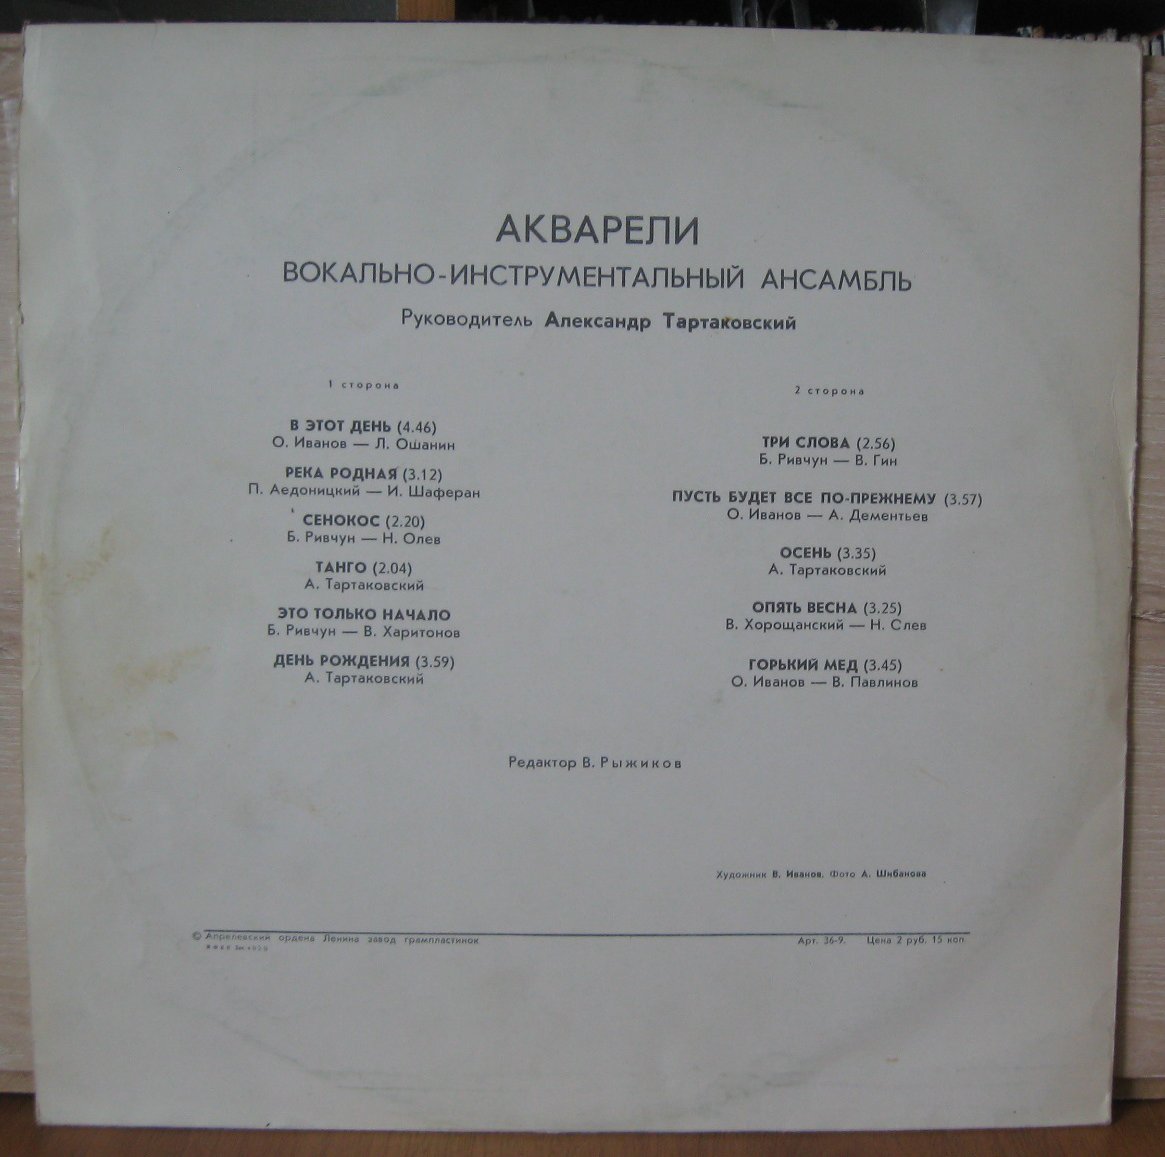 АКВАРЕЛИ
ВОКАЛЬНО-ИНСТРУМЕНТАЛЬНЫЙ АНСАМБЛЬ
Руководитель Александр Тартаковский
1 сторона
В ЭТОТ ДЕНЬ (4.46)
О. Иванов — Л. Ошанин
РЕКА РОДНАЯ (3.12)
П. Аедоницкий — И. Шаферан
СЕНОКОС (2.20)
Б. Ривчун — Н. Олев
ТАНГО (2.04)
А. Тартаковский
ЭТО ТОЛЬКО НАЧАЛО
Б. Ривчун — В. Харитонов
ДЕНЬ РОЖДЕНИЯ (3.59)
А. Тартаковский
2 сторона
ТРИ СЛОВА (2.56)
Б. Ривчун — В. Гин
ПУСТЬ БУДЕТ ВСЕ ПО-ПРЕЖНЕМУ (3.57)
О. Иванов — А. Дементьев
ОСЕНЬ (3.35)
А. Тартаковский
ОПЯТЬ ВЕСНА (3.25)
В. Хорощанский — Н. Слев
ГОРЬКИЙ МЕД (3.45)
О. Иванов — В. Павлинов
Редактор В. Рыжиков
Художник В. Иванов. Фото А. Шибанова
© Апрелевский ордена Ленина завод грампластинок
Арт. 36-9. Цена 2 руб. 15 коп.